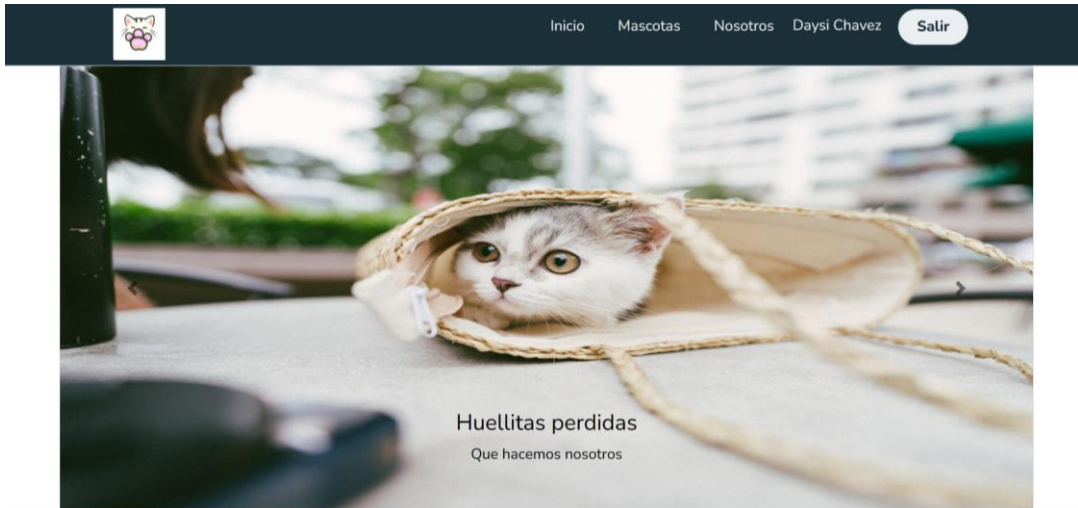 Inicio Mascotas Nosotros Daysi Chavez Salir
Huellitas perdidas
Que hacemos nosotros